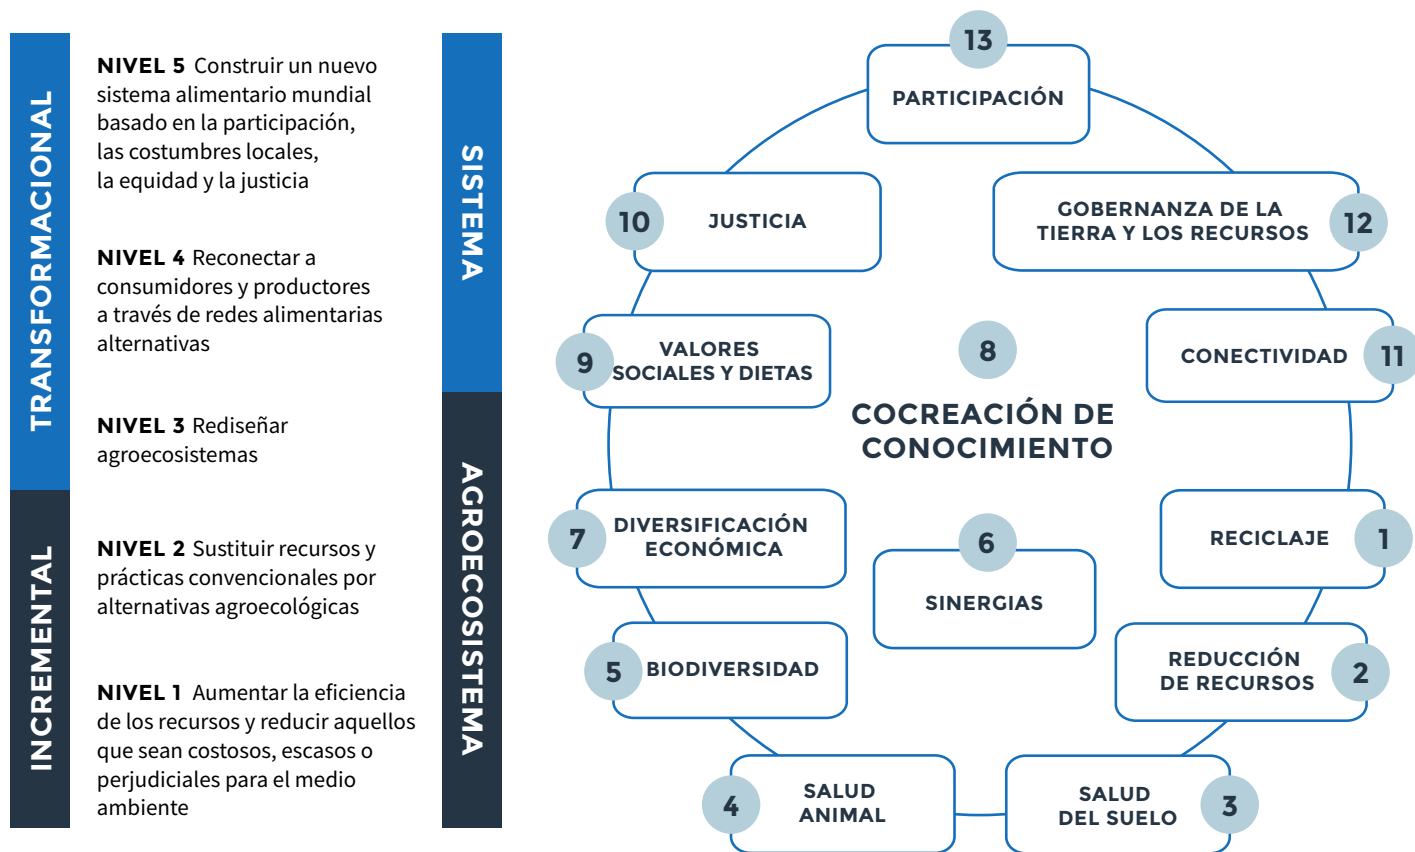 TRANSFORMACIONAL
INCREMENTAL
NIVEL 5 Construir un nuevo
sistema alimentario mundial
basado en la participación,
las costumbres locales,
la equidad y la justicia
NIVEL 4 Reconectar a
consumidores y productores
a través de redes alimentarias
alternativas
NIVEL 3 Rediseñar
agroecosistemas
NIVEL 2 Sustituir recursos y
prácticas convencionales por
alternativas agroecológicas
NIVEL 1 Aumentar la eficiencia
de los recursos y reducir aquellos
que sean costosos, escasos o
perjudiciales para el medio
ambiente
SISTEMA
AGROECOSISTEMA
13
PARTICIPACIÓN
10
JUSTICIA
GOBERNANZA DE LA
TIERRA Y LOS RECURSOS
12
9
VALORES
SOCIALES Y DIETAS
8
COCREACIÓN DE
CONOCIMIENTO
CONECTIVIDAD
11
7
DIVERSIFICACIÓN
ECONÓMICA
6
SINERGIAS
RECICLAJE
1
5
BIODIVERSIDAD
REDUCCIÓN
DE RECURSOS
2
4
SALUD
ANIMAL
SALUD
DEL SUELO
3